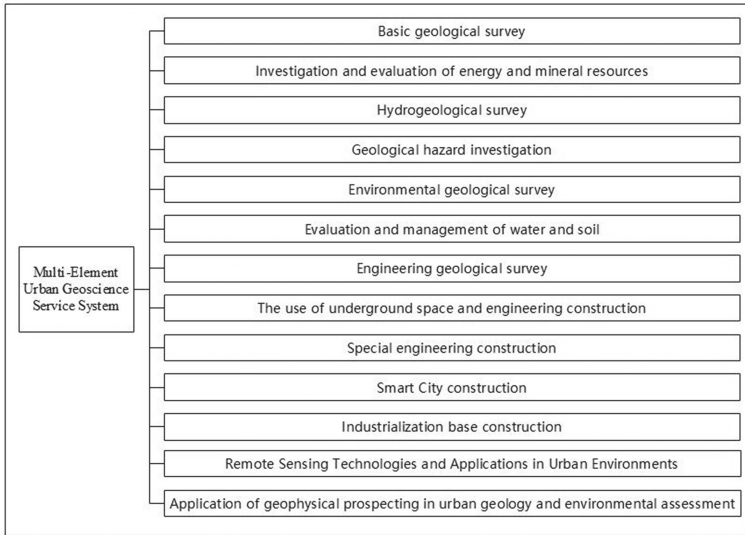 Basic geological survey
Investigation and evaluation of energy and mineral resources
Hydrogeological survey
Geological hazard investigation
Environmental geological survey
Evaluation and management of water and soil
Multi-Element
Urban Geoscience
Service System
Engineering geological survey
The use of underground space and engineering construction
Special engineering construction
Smart City construction
Industrialization base construction
Remote Sensing Technologies and Applications in Urban Environments
Application of geophysical prospecting in urban geology and environmental assessment